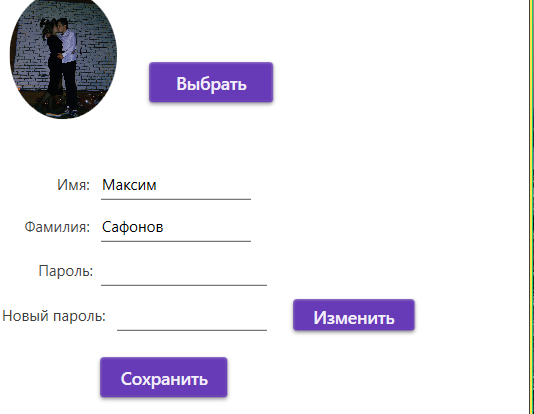 Выбрать
Имя: Максим
Фамилия: Сафонов
Пароль:
Новый пароль: Изменить
Сохранить